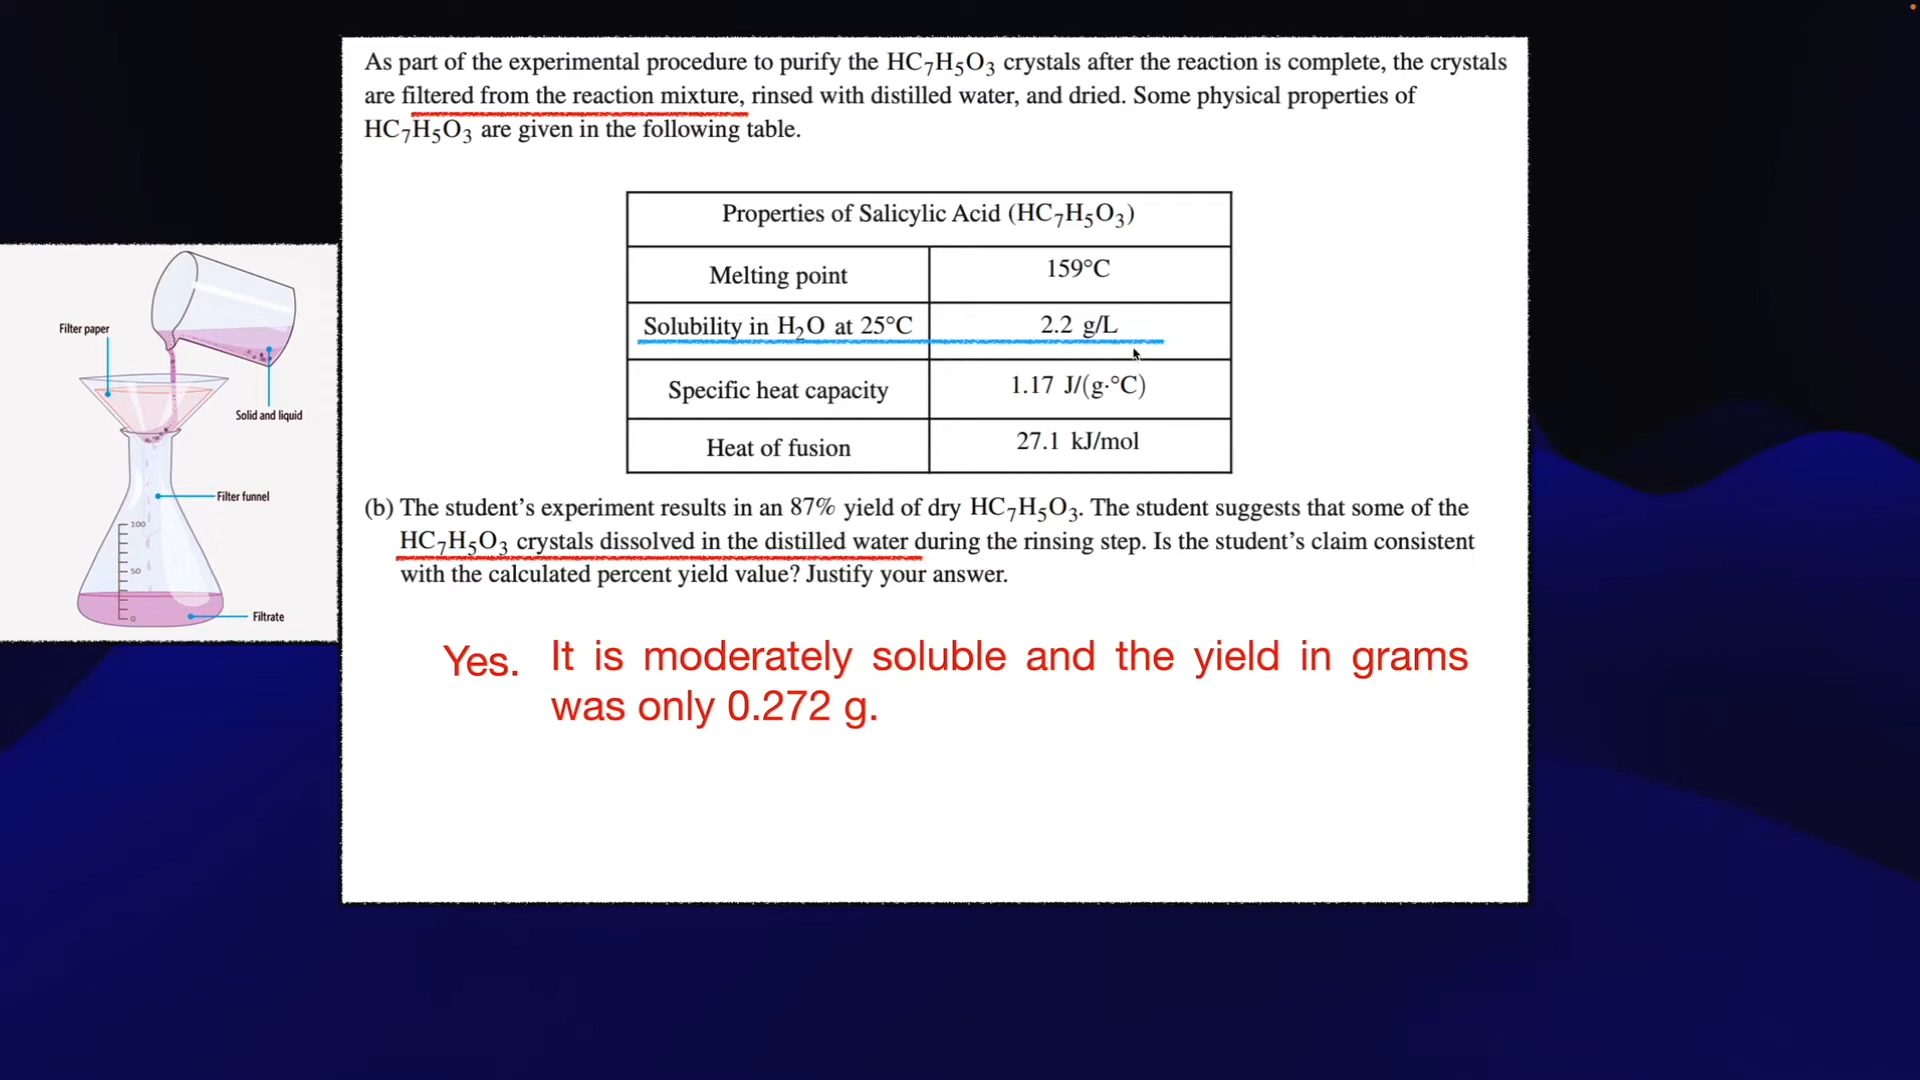 As part of the experimental procedure to purify the HC₇H₅O₃ crystals after the reaction is complete, the crystals
are filtered from the reaction mixture, rinsed with distilled water, and dried. Some physical properties of
HC₇H₅O₃ are given in the following table.
Properties of Salicylic Acid (HC₇H₅O₃)
Melting point 159°C
Solubility in H₂O at 25°C 2.2 g/L
Specific heat capacity 1.17 J/(g·°C)
Heat of fusion 27.1 kJ/mol
Filter paper
Solid and liquid
Filter funnel
100
50
0
Filtrate
(b) The student’s experiment results in an 87% yield of dry HC₇H₅O₃. The student suggests that some of the
HC₇H₅O₃ crystals dissolved in the distilled water during the rinsing step. Is the student’s claim consistent
with the calculated percent yield value? Justify your answer.
Yes. It is moderately soluble and the yield in grams
was only 0.272 g.